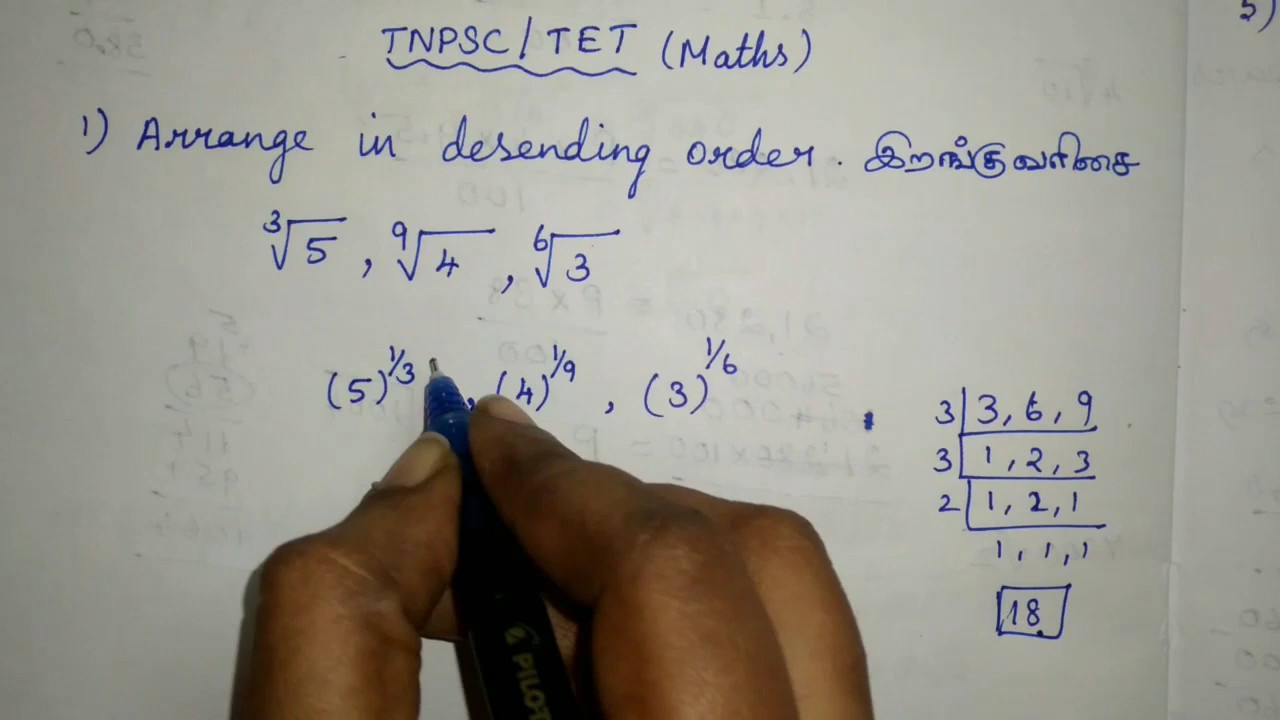 TNPSC/TET (Maths)
1) Arrange in desending order. இறங்கு வரிசை
∛5, ⁹√4, ⁶√3
(5)^1/3, (4)^1/9, (3)^1/6
3|3, 6, 9
3|1, 2, 3
2|1, 2, 1
1, 1, 1
18
PILOT